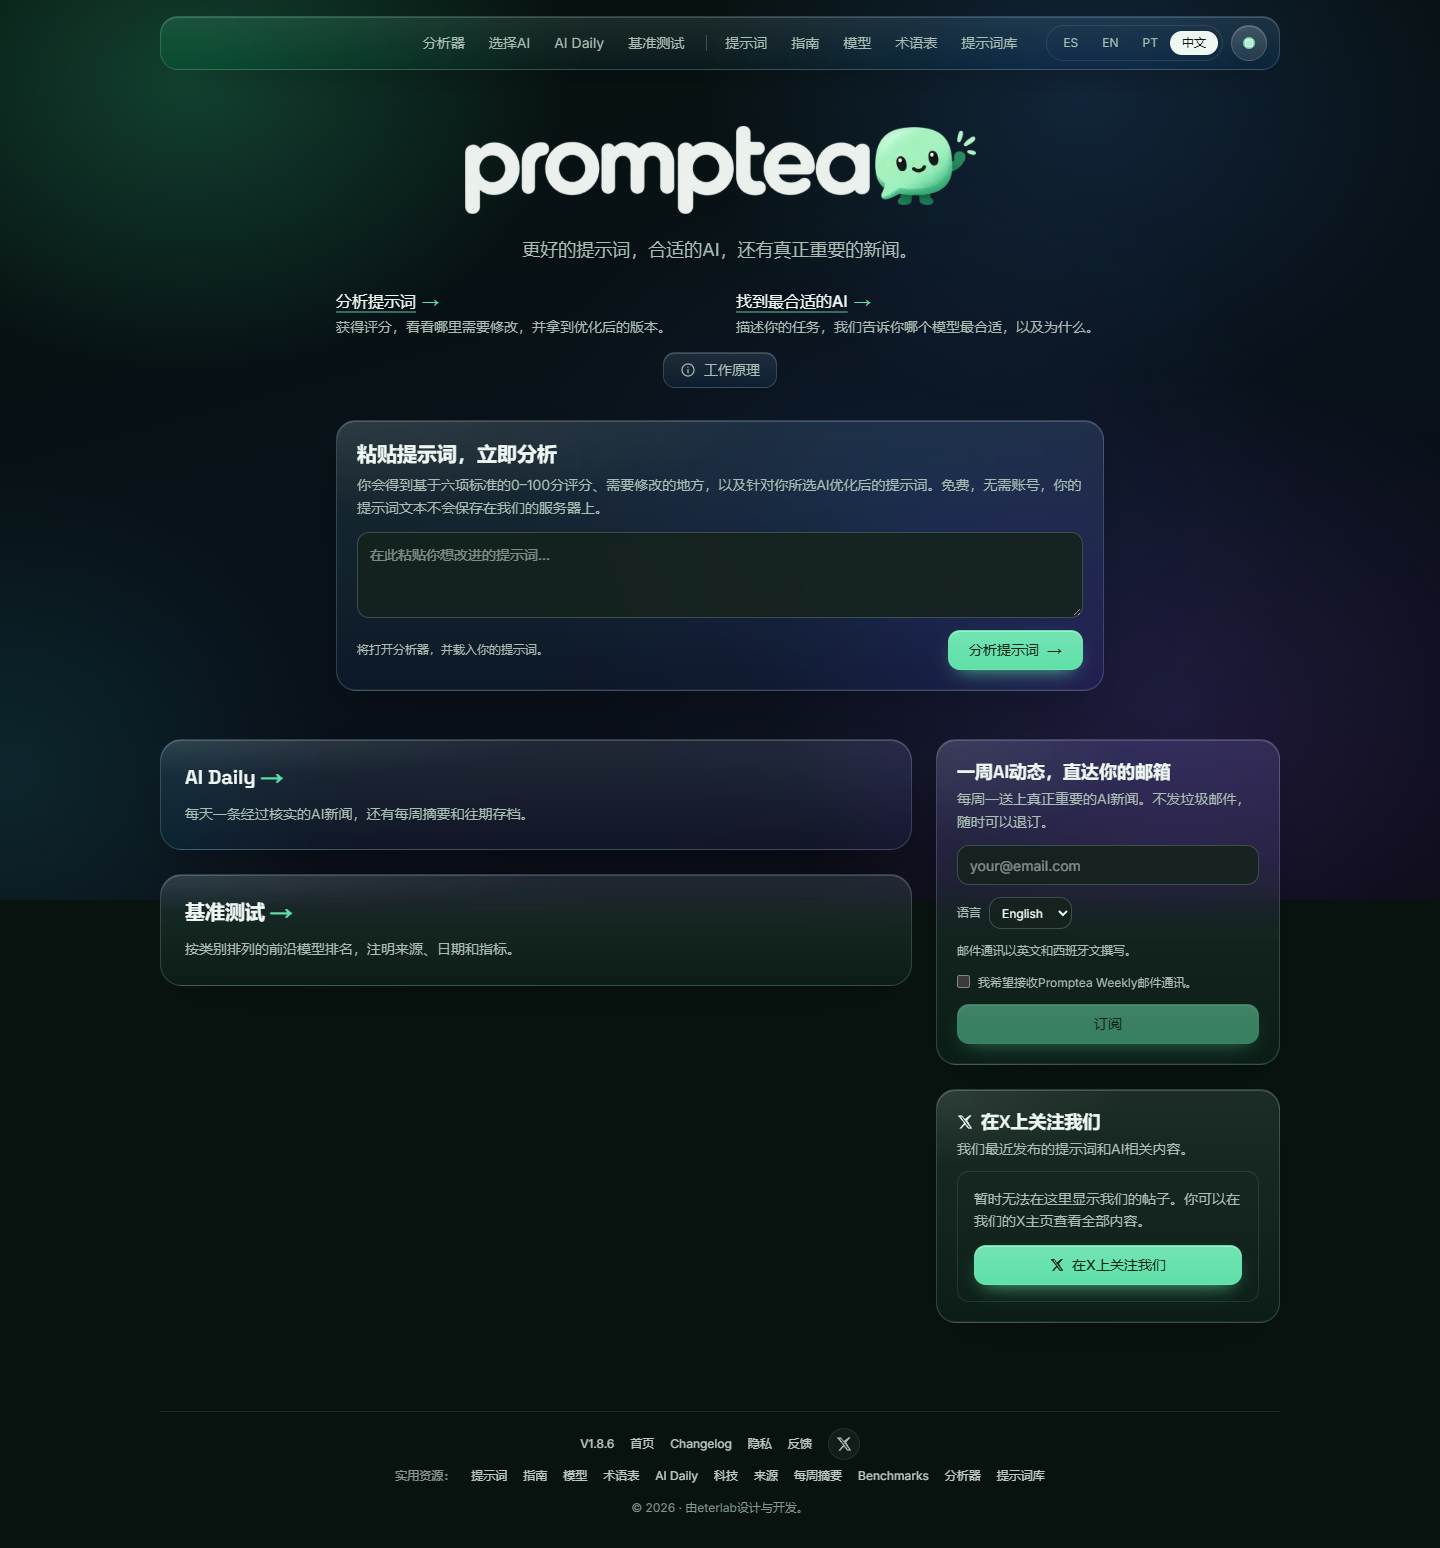 分析器 选择AI AI Daily 基准测试 提示词 指南 模型 术语表 提示词库 ES EN PT 中文
promptea
更好的提示词，合适的AI，还有真正重要的新闻。
分析提示词 →
获得评分，看看哪里需要修改，并拿到优化后的版本。
找到最合适的AI →
描述你的任务，我们告诉你哪个模型最合适，以及为什么。
工作原理
粘贴提示词，立即分析
你会得到基于六项标准的0–100分评分、需要修改的地方，以及针对你所选AI优化后的提示词。免费，无需账号，你的
提示词文本不会保存在我们的服务器上。
在此粘贴你想改进的提示词...
将打开分析器，并载入你的提示词。
分析提示词 →
AI Daily →
每天一条经过核实的AI新闻，还有每周摘要和往期存档。
基准测试 →
按类别排列的前沿模型排名，注明来源、日期和指标。
一周AI动态，直达你的邮箱
每周一送上真正重要的AI新闻。不发垃圾邮件，
随时可以退订。
your@email.com
语言 English
邮件通讯以英文和西班牙文撰写。
我希望接收Promptea Weekly邮件通讯。
订阅
在X上关注我们
我们最近发布的提示词和AI相关内容。
暂时无法在这里显示我们的帖子。你可以在
我们的X主页查看全部内容。
在X上关注我们
V1.8.6 首页 Changelog 隐私 反馈
实用资源： 提示词 指南 模型 术语表 AI Daily 科技 来源 每周摘要 Benchmarks 分析器 提示词库
© 2026 · 由eterlab设计与开发。